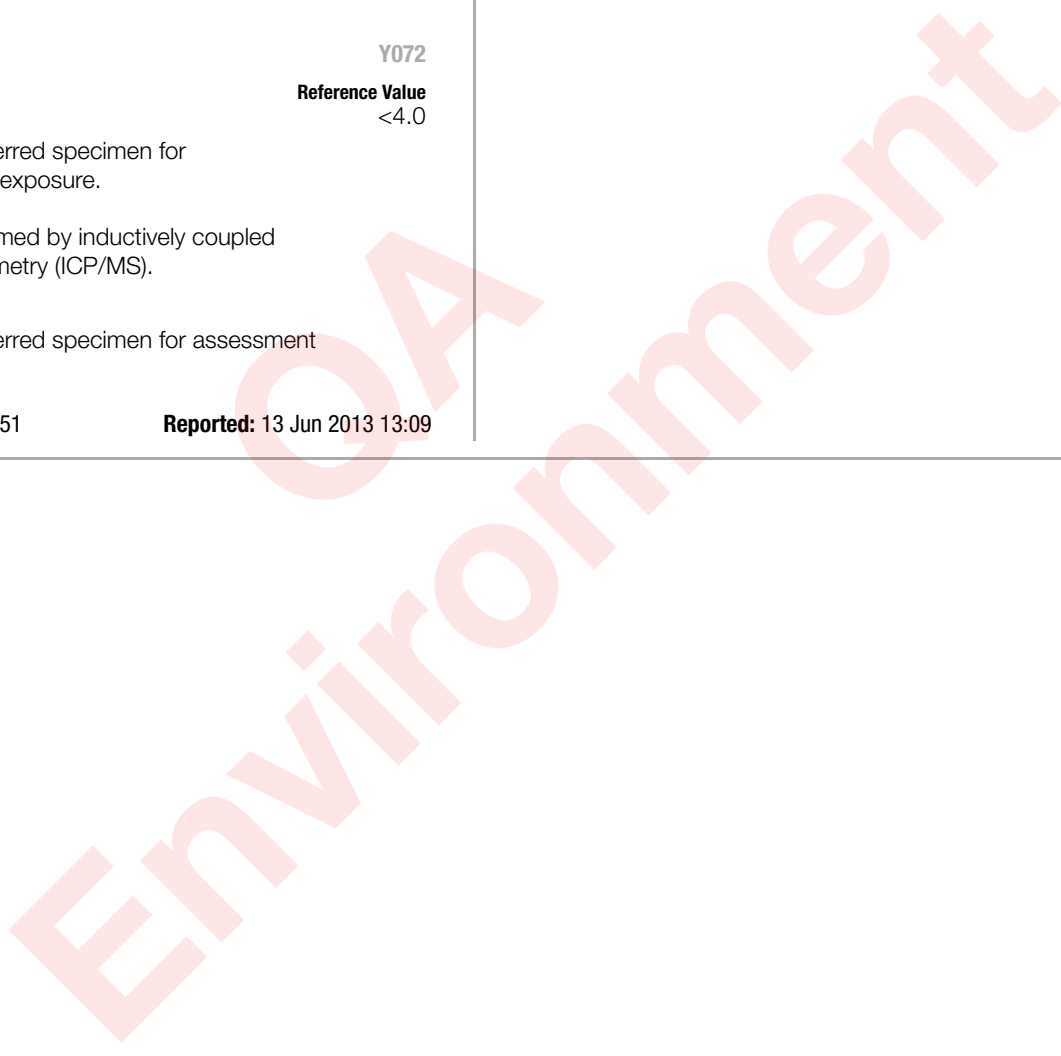 Y072
Reference Value
<4.0
erred specimen for
exposure.
med by inductively coupled
netry (ICP/MS).
erred specimen for assessment
51 Reported: 13 Jun 2013 13:09
QA
Environment